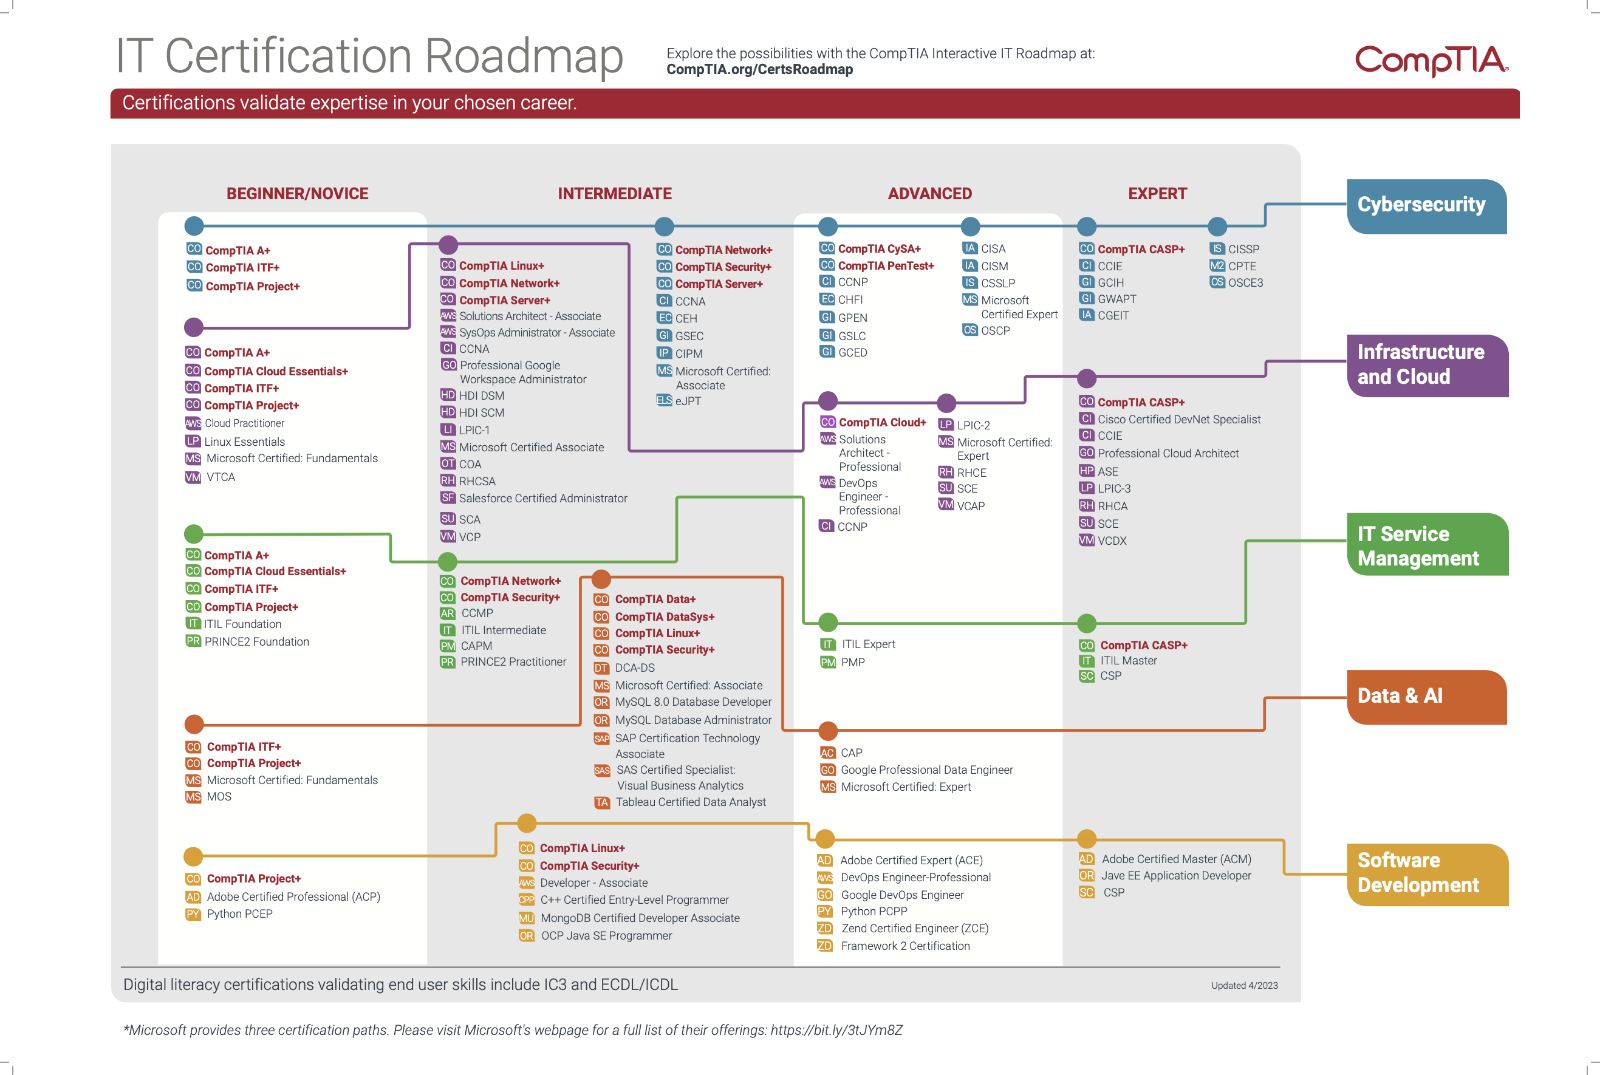 IT Certification Roadmap
Explore the possibilities with the CompTIA Interactive IT Roadmap at:
CompTIA.org/CertsRoadmap
CompTIA.
Certifications validate expertise in your chosen career.
BEGINNER/NOVICE
INTERMEDIATE
ADVANCED
EXPERT
Cybersecurity
CO CompTIA A+
CO CompTIA ITF+
CO CompTIA Project+
CO CompTIA Network+
CO CompTIA Security+
CO CompTIA Server+
CI CCNA
EC CEH
GI GSEC
IP CIPM
MS Microsoft Certified:
Associate
ELS eJPT
CO CompTIA CySA+
CO CompTIA PenTest+
CI CCNP
EC CHFI
GI GPEN
GI GSLC
GI GCED
IA CISA
IA CISM
IS CSSLP
MS Microsoft
Certified Expert
OS OSCP
CO CompTIA CASP+
CI CCIE
GI GCIH
GI GWAPT
IA CGEIT
IS CISSP
M2 CPTE
OS OSCE3
Infrastructure
and Cloud
CO CompTIA A+
CO CompTIA Cloud Essentials+
CO CompTIA ITF+
CO CompTIA Project+
AWS Cloud Practitioner
LP Linux Essentials
MS Microsoft Certified: Fundamentals
VM VTCA
CO CompTIA Linux+
CO CompTIA Network+
CO CompTIA Server+
AWS Solutions Architect - Associate
AWS SysOps Administrator - Associate
CI CCNA
GO Professional Google
Workspace Administrator
HD HDI DSM
HD HDI SCM
LI LPIC-1
MS Microsoft Certified Associate
OT COA
RH RHCSA
SF Salesforce Certified Administrator
SU SCA
VM VCP
CO CompTIA Cloud+
AWS Solutions
Architect -
Professional
AWS DevOps
Engineer -
Professional
CI CCNP
LP LPIC-2
MS Microsoft Certified:
Expert
RH RHCE
SU SCE
VM VCAP
CO CompTIA CASP+
CI Cisco Certified DevNet Specialist
CI CCIE
GO Professional Cloud Architect
HP ASE
LP LPIC-3
RH RHCA
SU SCE
VM VCDX
IT Service
Management
CO CompTIA A+
CO CompTIA Cloud Essentials+
CO CompTIA ITF+
CO CompTIA Project+
IT ITIL Foundation
PR PRINCE2 Foundation
CO CompTIA Network+
CO CompTIA Security+
AR CCMP
IT ITIL Intermediate
PM CAPM
PR PRINCE2 Practitioner
IT ITIL Expert
PM PMP
CO CompTIA CASP+
IT ITIL Master
SC CSP
Data & AI
CO CompTIA ITF+
CO CompTIA Project+
MS Microsoft Certified: Fundamentals
MS MOS
CO CompTIA Data+
CO CompTIA DataSys+
CO CompTIA Linux+
CO CompTIA Security+
DT DCA-DS
MS Microsoft Certified: Associate
OR MySQL 8.0 Database Developer
OR MySQL Database Administrator
SAP SAP Certification Technology
Associate
SAS SAS Certified Specialist:
Visual Business Analytics
TA Tableau Certified Data Analyst
AC CAP
GO Google Professional Data Engineer
MS Microsoft Certified: Expert
Software
Development
CO CompTIA Project+
AD Adobe Certified Professional (ACP)
PY Python PCEP
CO CompTIA Linux+
CO CompTIA Security+
AWS Developer - Associate
CPP C++ Certified Entry-Level Programmer
MU MongoDB Certified Developer Associate
OR OCP Java SE Programmer
AD Adobe Certified Expert (ACE)
AWS DevOps Engineer-Professional
GO Google DevOps Engineer
PY Python PCPP
ZD Zend Certified Engineer (ZCE)
ZD Framework 2 Certification
AD Adobe Certified Master (ACM)
OR Jave EE Application Developer
SC CSP
Digital literacy certifications validating end user skills include IC3 and ECDL/ICDL
Updated 4/2023
*Microsoft provides three certification paths. Please visit Microsoft's webpage for a full list of their offerings: https://bit.ly/3tJYm8Z